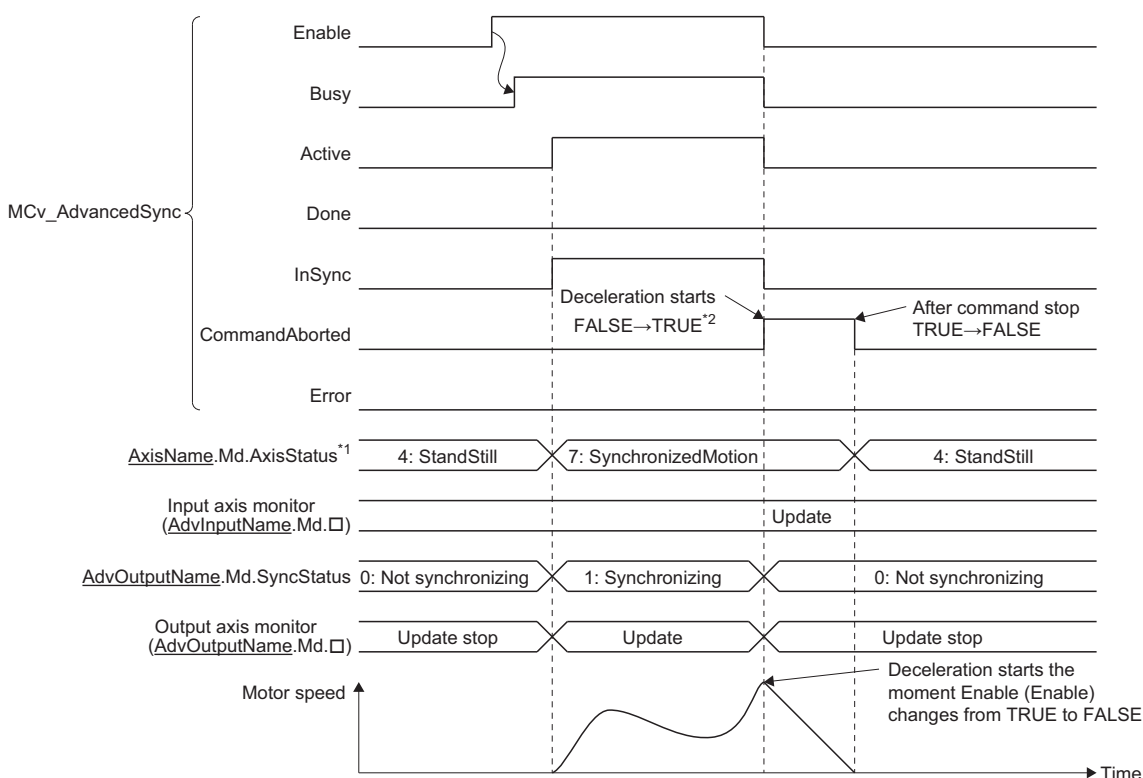 Enable
Busy
Active
MCv_AdvancedSync
Done
InSync
Deceleration starts
FALSE→TRUE*2
After command stop
TRUE→FALSE
CommandAborted
Error
AxisName.Md.AxisStatus*1
4: StandStill
7: SynchronizedMotion
4: StandStill
Input axis monitor
(AdvInputName.Md.□)
Update
AdvOutputName.Md.SyncStatus
0: Not synchronizing
1: Synchronizing
0: Not synchronizing
Output axis monitor
(AdvOutputName.Md.□)
Update stop
Update
Update stop
Motor speed
Deceleration starts the
moment Enable (Enable)
changes from TRUE to FALSE
Time